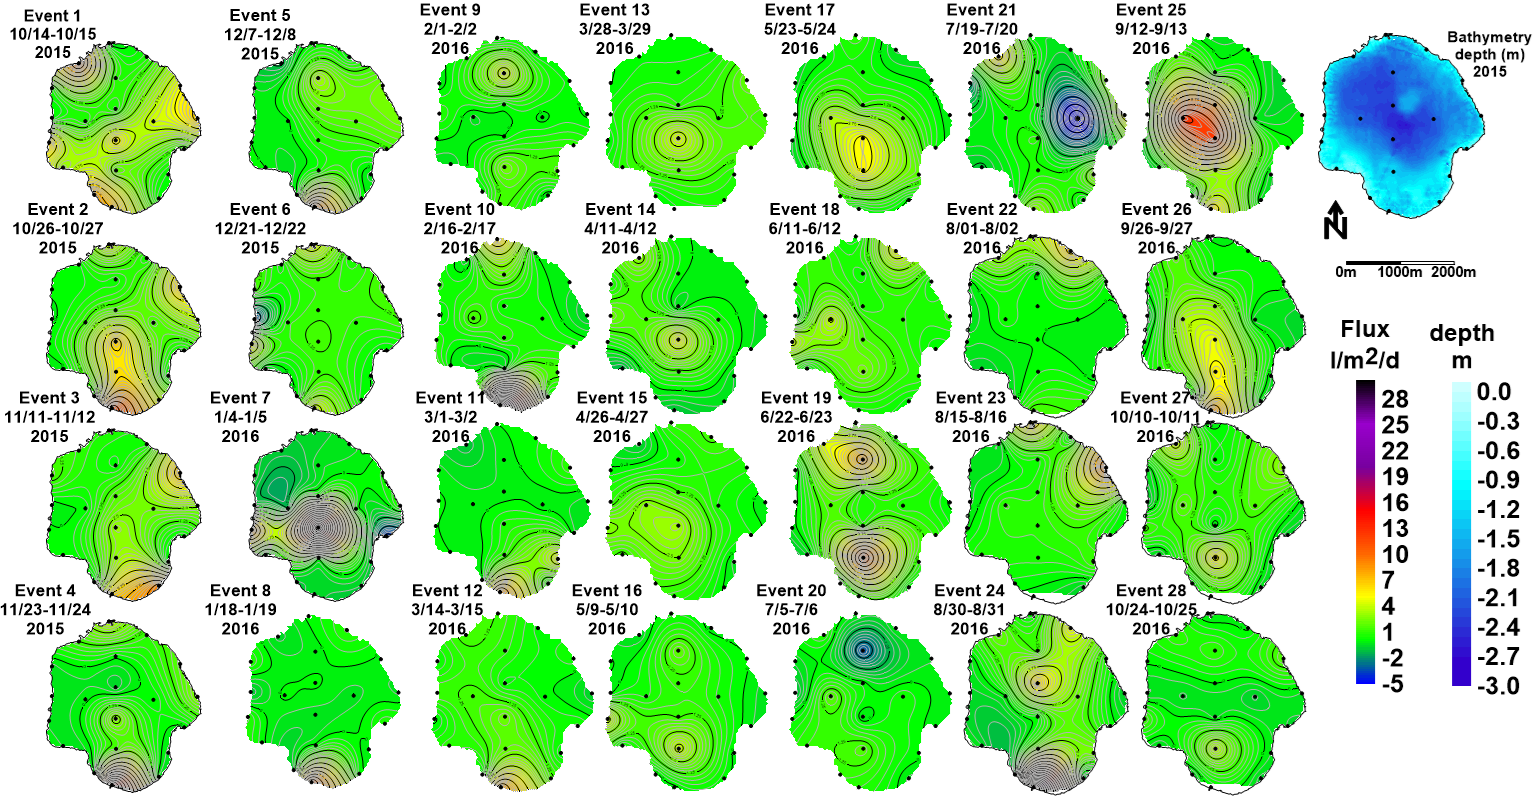 Event 1
10/14-10/15
2015
Event 5
12/7-12/8
2015
Event 9
2/1-2/2
2016
Event 13
3/28-3/29
2016
Event 17
5/23-5/24
2016
Event 21
7/19-7/20
2016
Event 25
9/12-9/13
2016
Bathymetry
depth (m)
2015
Event 2
10/26-10/27
2015
Event 6
12/21-12/22
2015
Event 10
2/16-2/17
2016
Event 14
4/11-4/12
2016
Event 18
6/11-6/12
2016
Event 22
8/01-8/02
2016
Event 26
9/26-9/27
2016
N
0m 1000m 2000m
Event 3
11/11-11/12
2015
Event 7
1/4-1/5
2016
Event 11
3/1-3/2
2016
Event 15
4/26-4/27
2016
Event 19
6/22-6/23
2016
Event 23
8/15-8/16
2016
Event 27
10/10-10/11
2016
Event 4
11/23-11/24
2015
Event 8
1/18-1/19
2016
Event 12
3/14-3/15
2016
Event 16
5/9-5/10
2016
Event 20
7/5-7/6
2016
Event 24
8/30-8/31
2016
Event 28
10/24-10/25
2016
Flux
l/m2/d
28
25
22
19
16
13
10
7
4
1
-2
-5
depth
m
0.0
-0.3
-0.6
-0.9
-1.2
-1.5
-1.8
-2.1
-2.4
-2.7
-3.0